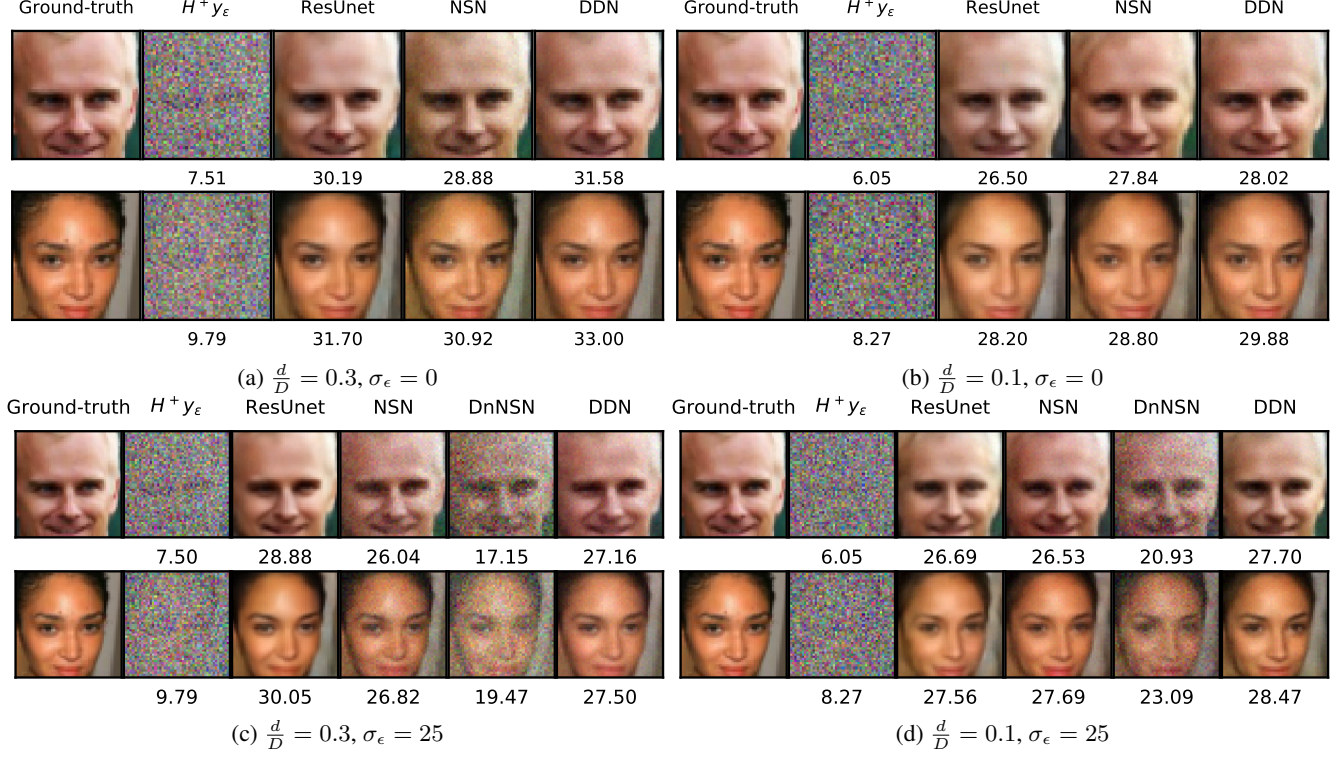 Ground-truth H⁺y_ε ResUnet NSN DDN Ground-truth H⁺y_ε ResUnet NSN DDN
7.51 30.19 28.88 31.58 6.05 26.50 27.84 28.02
9.79 31.70 30.92 33.00 8.27 28.20 28.80 29.88
(a) d/D = 0.3, σ_ϵ = 0 (b) d/D = 0.1, σ_ϵ = 0
Ground-truth H⁺y_ε ResUnet NSN DnNSN DDN Ground-truth H⁺y_ε ResUnet NSN DnNSN DDN
7.50 28.88 26.04 17.15 27.16 6.05 26.69 26.53 20.93 27.70
9.79 30.05 26.82 19.47 27.50 8.27 27.56 27.69 23.09 28.47
(c) d/D = 0.3, σ_ϵ = 25 (d) d/D = 0.1, σ_ϵ = 25